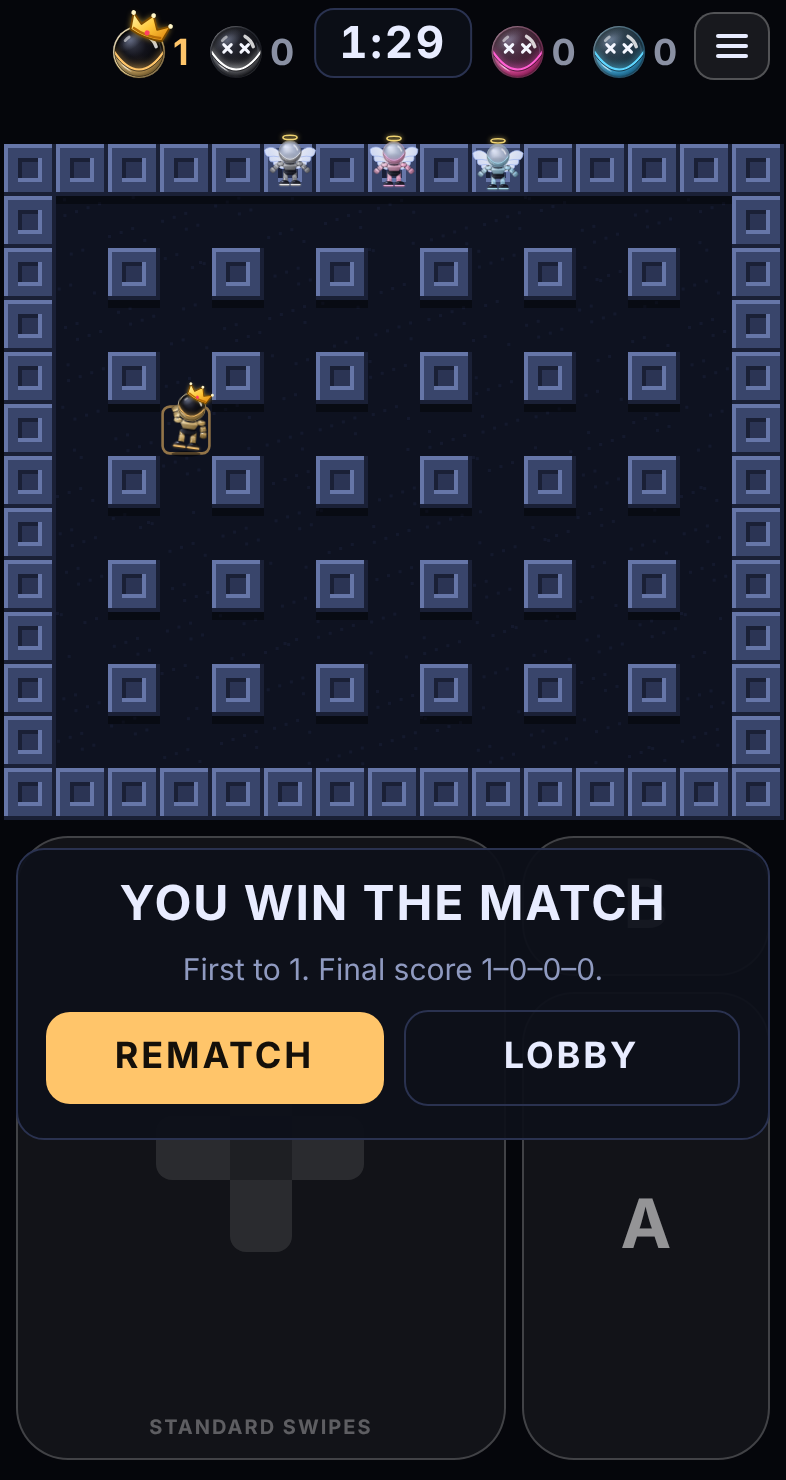 1 0 1:29 0 0
YOU WIN THE MATCH
First to 1. Final score 1–0–0–0.
REMATCH LOBBY
A
STANDARD SWIPES